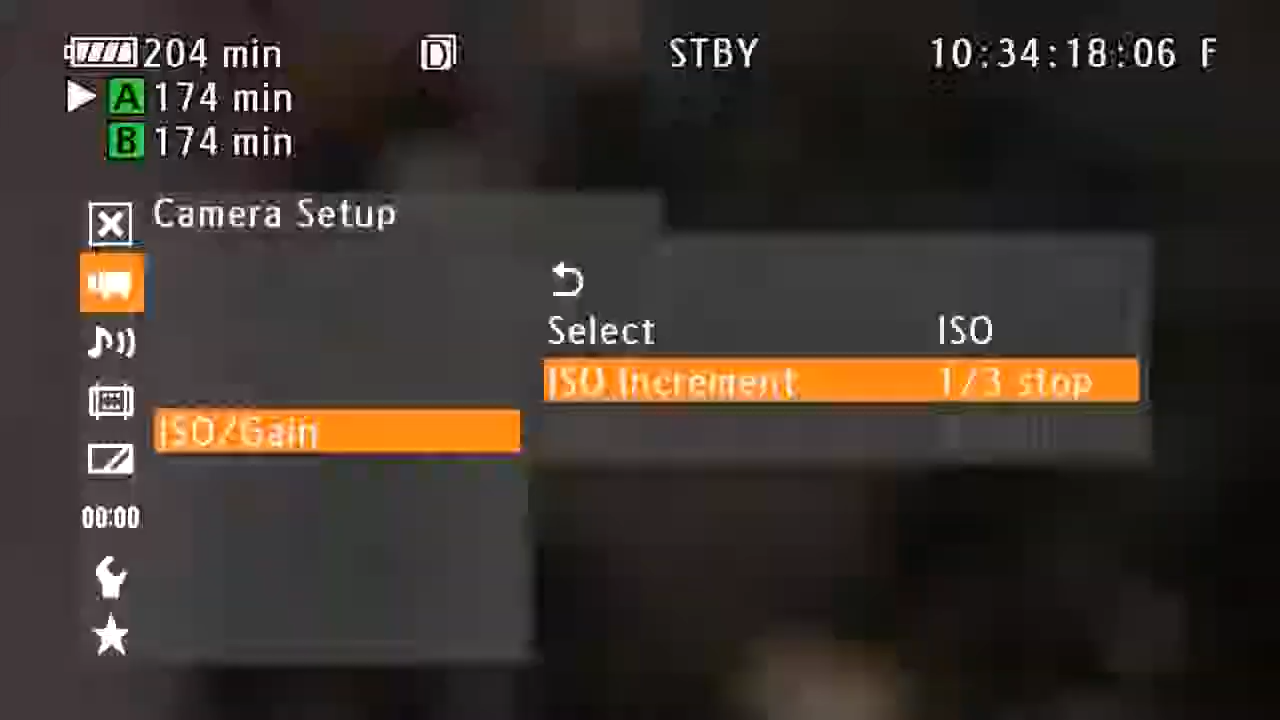 204 min D STBY 10:34:18:06 F
A 174 min
B 174 min
Camera Setup
Select ISO
ISO Increment 1/3 stop
ISO/Gain
00:00